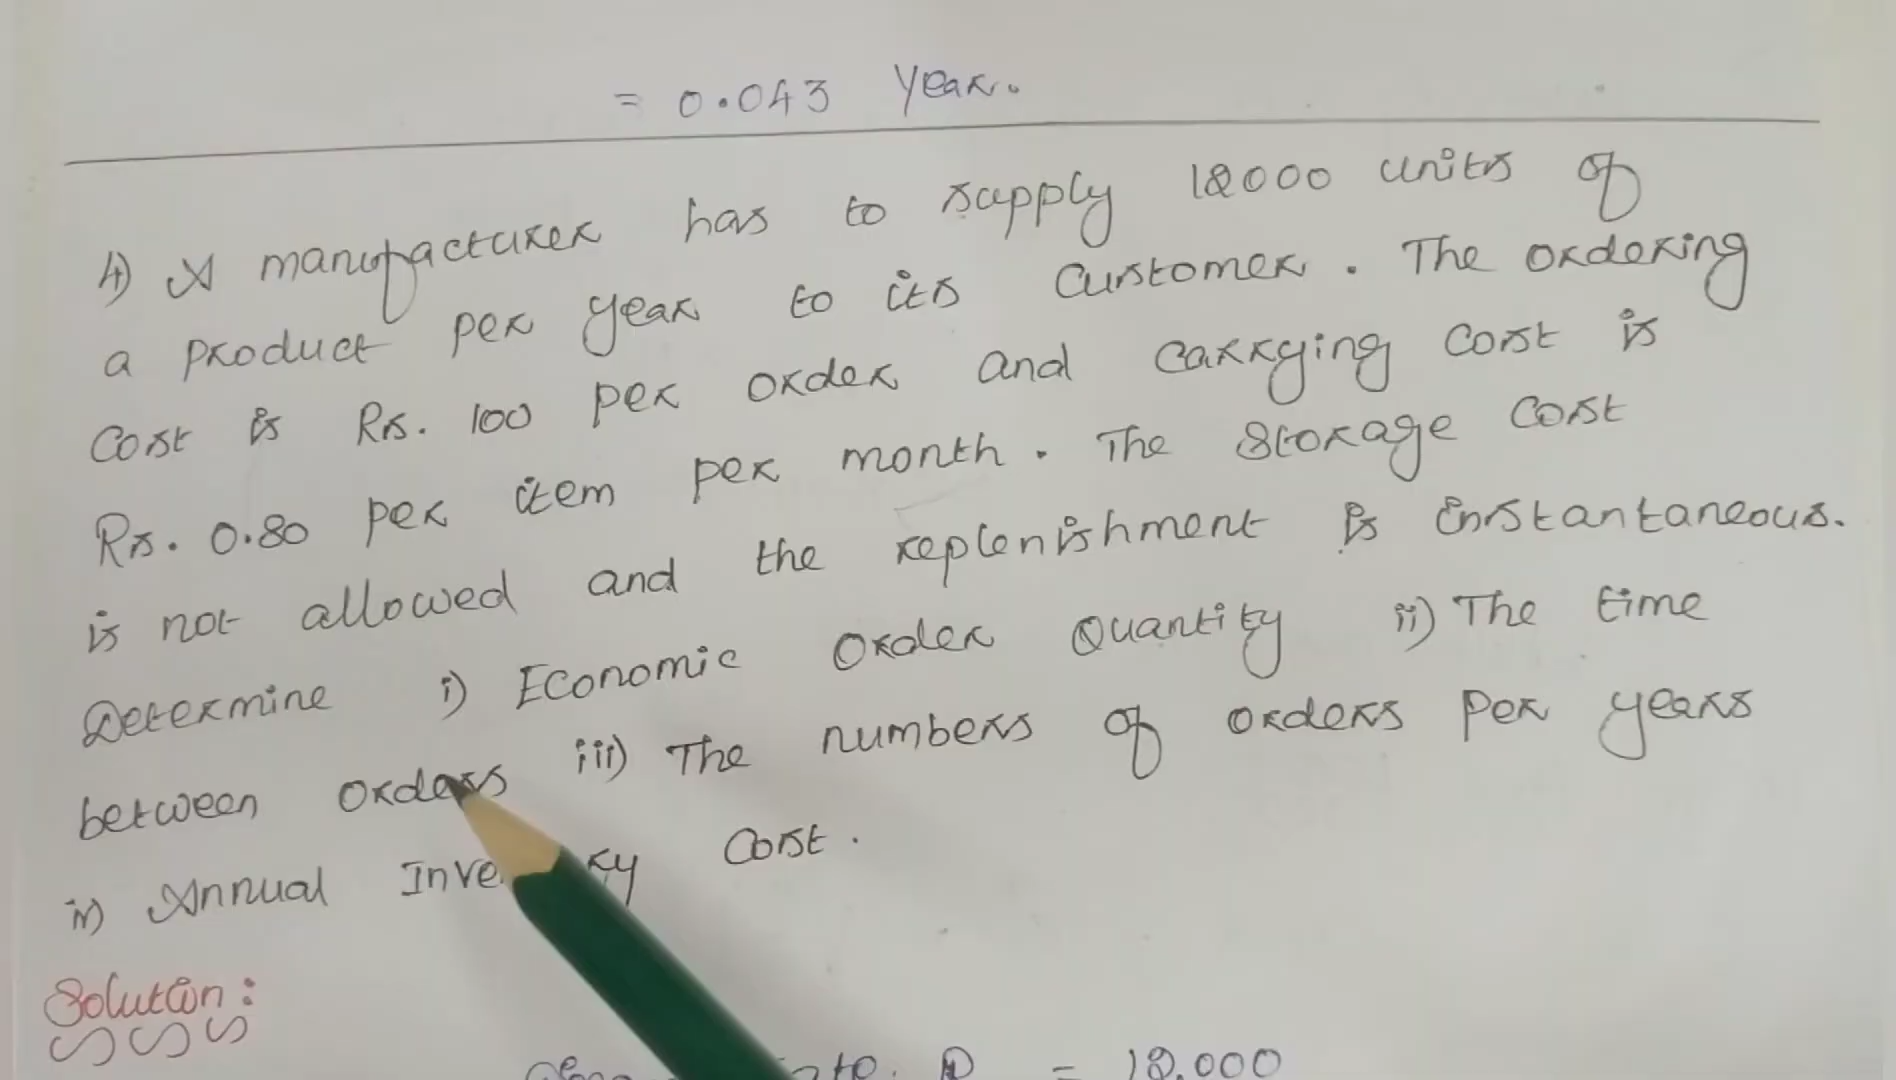 = 0.043 Year.
4) A manufacturer has to supply 12000 units of
a product per year to its customer. The ordering
cost is Rs. 100 per order and carrying cost is
Rs. 0.80 per item per month. The Storage cost
is not allowed and the replenishment is instantaneous.
Determine i) Economic Order Quantity ii) The time
between orders iii) The numbers of orders per years
iv) Annual Inve ry Cost.
Solution:
D = 12,000